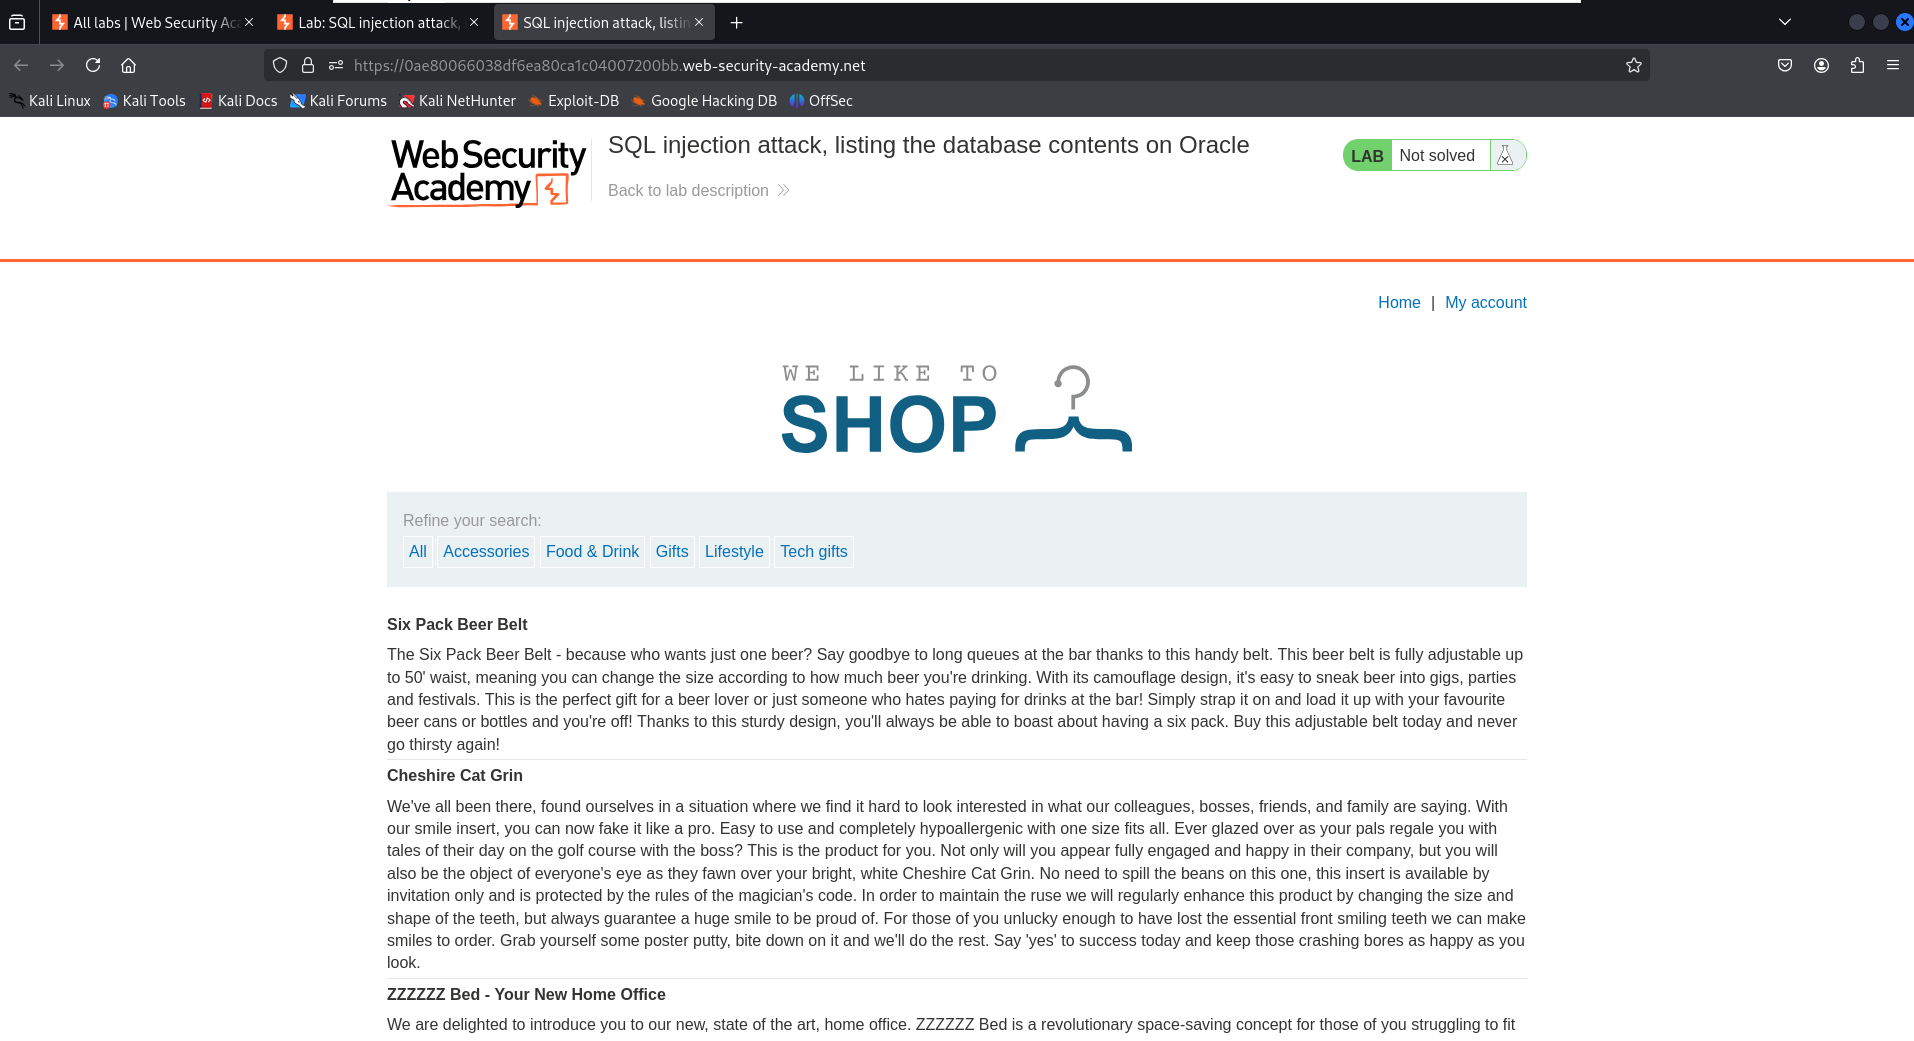 All labs | Web Security Ac
Lab: SQL injection attack,
SQL injection attack, listin
https://0ae80066038df6ea80ca1c04007200bb.web-security-academy.net
Kali Linux Kali Tools Kali Docs Kali Forums Kali NetHunter Exploit-DB Google Hacking DB OffSec
Web Security
Academy
SQL injection attack, listing the database contents on Oracle
Back to lab description
LAB Not solved
Home | My account
WE LIKE TO
SHOP
Refine your search:
All Accessories Food & Drink Gifts Lifestyle Tech gifts
Six Pack Beer Belt
The Six Pack Beer Belt - because who wants just one beer? Say goodbye to long queues at the bar thanks to this handy belt. This beer belt is fully adjustable up
to 50' waist, meaning you can change the size according to how much beer you're drinking. With its camouflage design, it's easy to sneak beer into gigs, parties
and festivals. This is the perfect gift for a beer lover or just someone who hates paying for drinks at the bar! Simply strap it on and load it up with your favourite
beer cans or bottles and you're off! Thanks to this sturdy design, you'll always be able to boast about having a six pack. Buy this adjustable belt today and never
go thirsty again!
Cheshire Cat Grin
We've all been there, found ourselves in a situation where we find it hard to look interested in what our colleagues, bosses, friends, and family are saying. With
our smile insert, you can now fake it like a pro. Easy to use and completely hypoallergenic with one size fits all. Ever glazed over as your pals regale you with
tales of their day on the golf course with the boss? This is the product for you. Not only will you appear fully engaged and happy in their company, but you will
also be the object of everyone's eye as they fawn over your bright, white Cheshire Cat Grin. No need to spill the beans on this one, this insert is available by
invitation only and is protected by the rules of the magician's code. In order to maintain the ruse we will regularly enhance this product by changing the size and
shape of the teeth, but always guarantee a huge smile to be proud of. For those of you unlucky enough to have lost the essential front smiling teeth we can make
smiles to order. Grab yourself some poster putty, bite down on it and we'll do the rest. Say 'yes' to success today and keep those crashing bores as happy as you
look.
ZZZZZZ Bed - Your New Home Office
We are delighted to introduce you to our new, state of the art, home office. ZZZZZZ Bed is a revolutionary space-saving concept for those of you struggling to fit